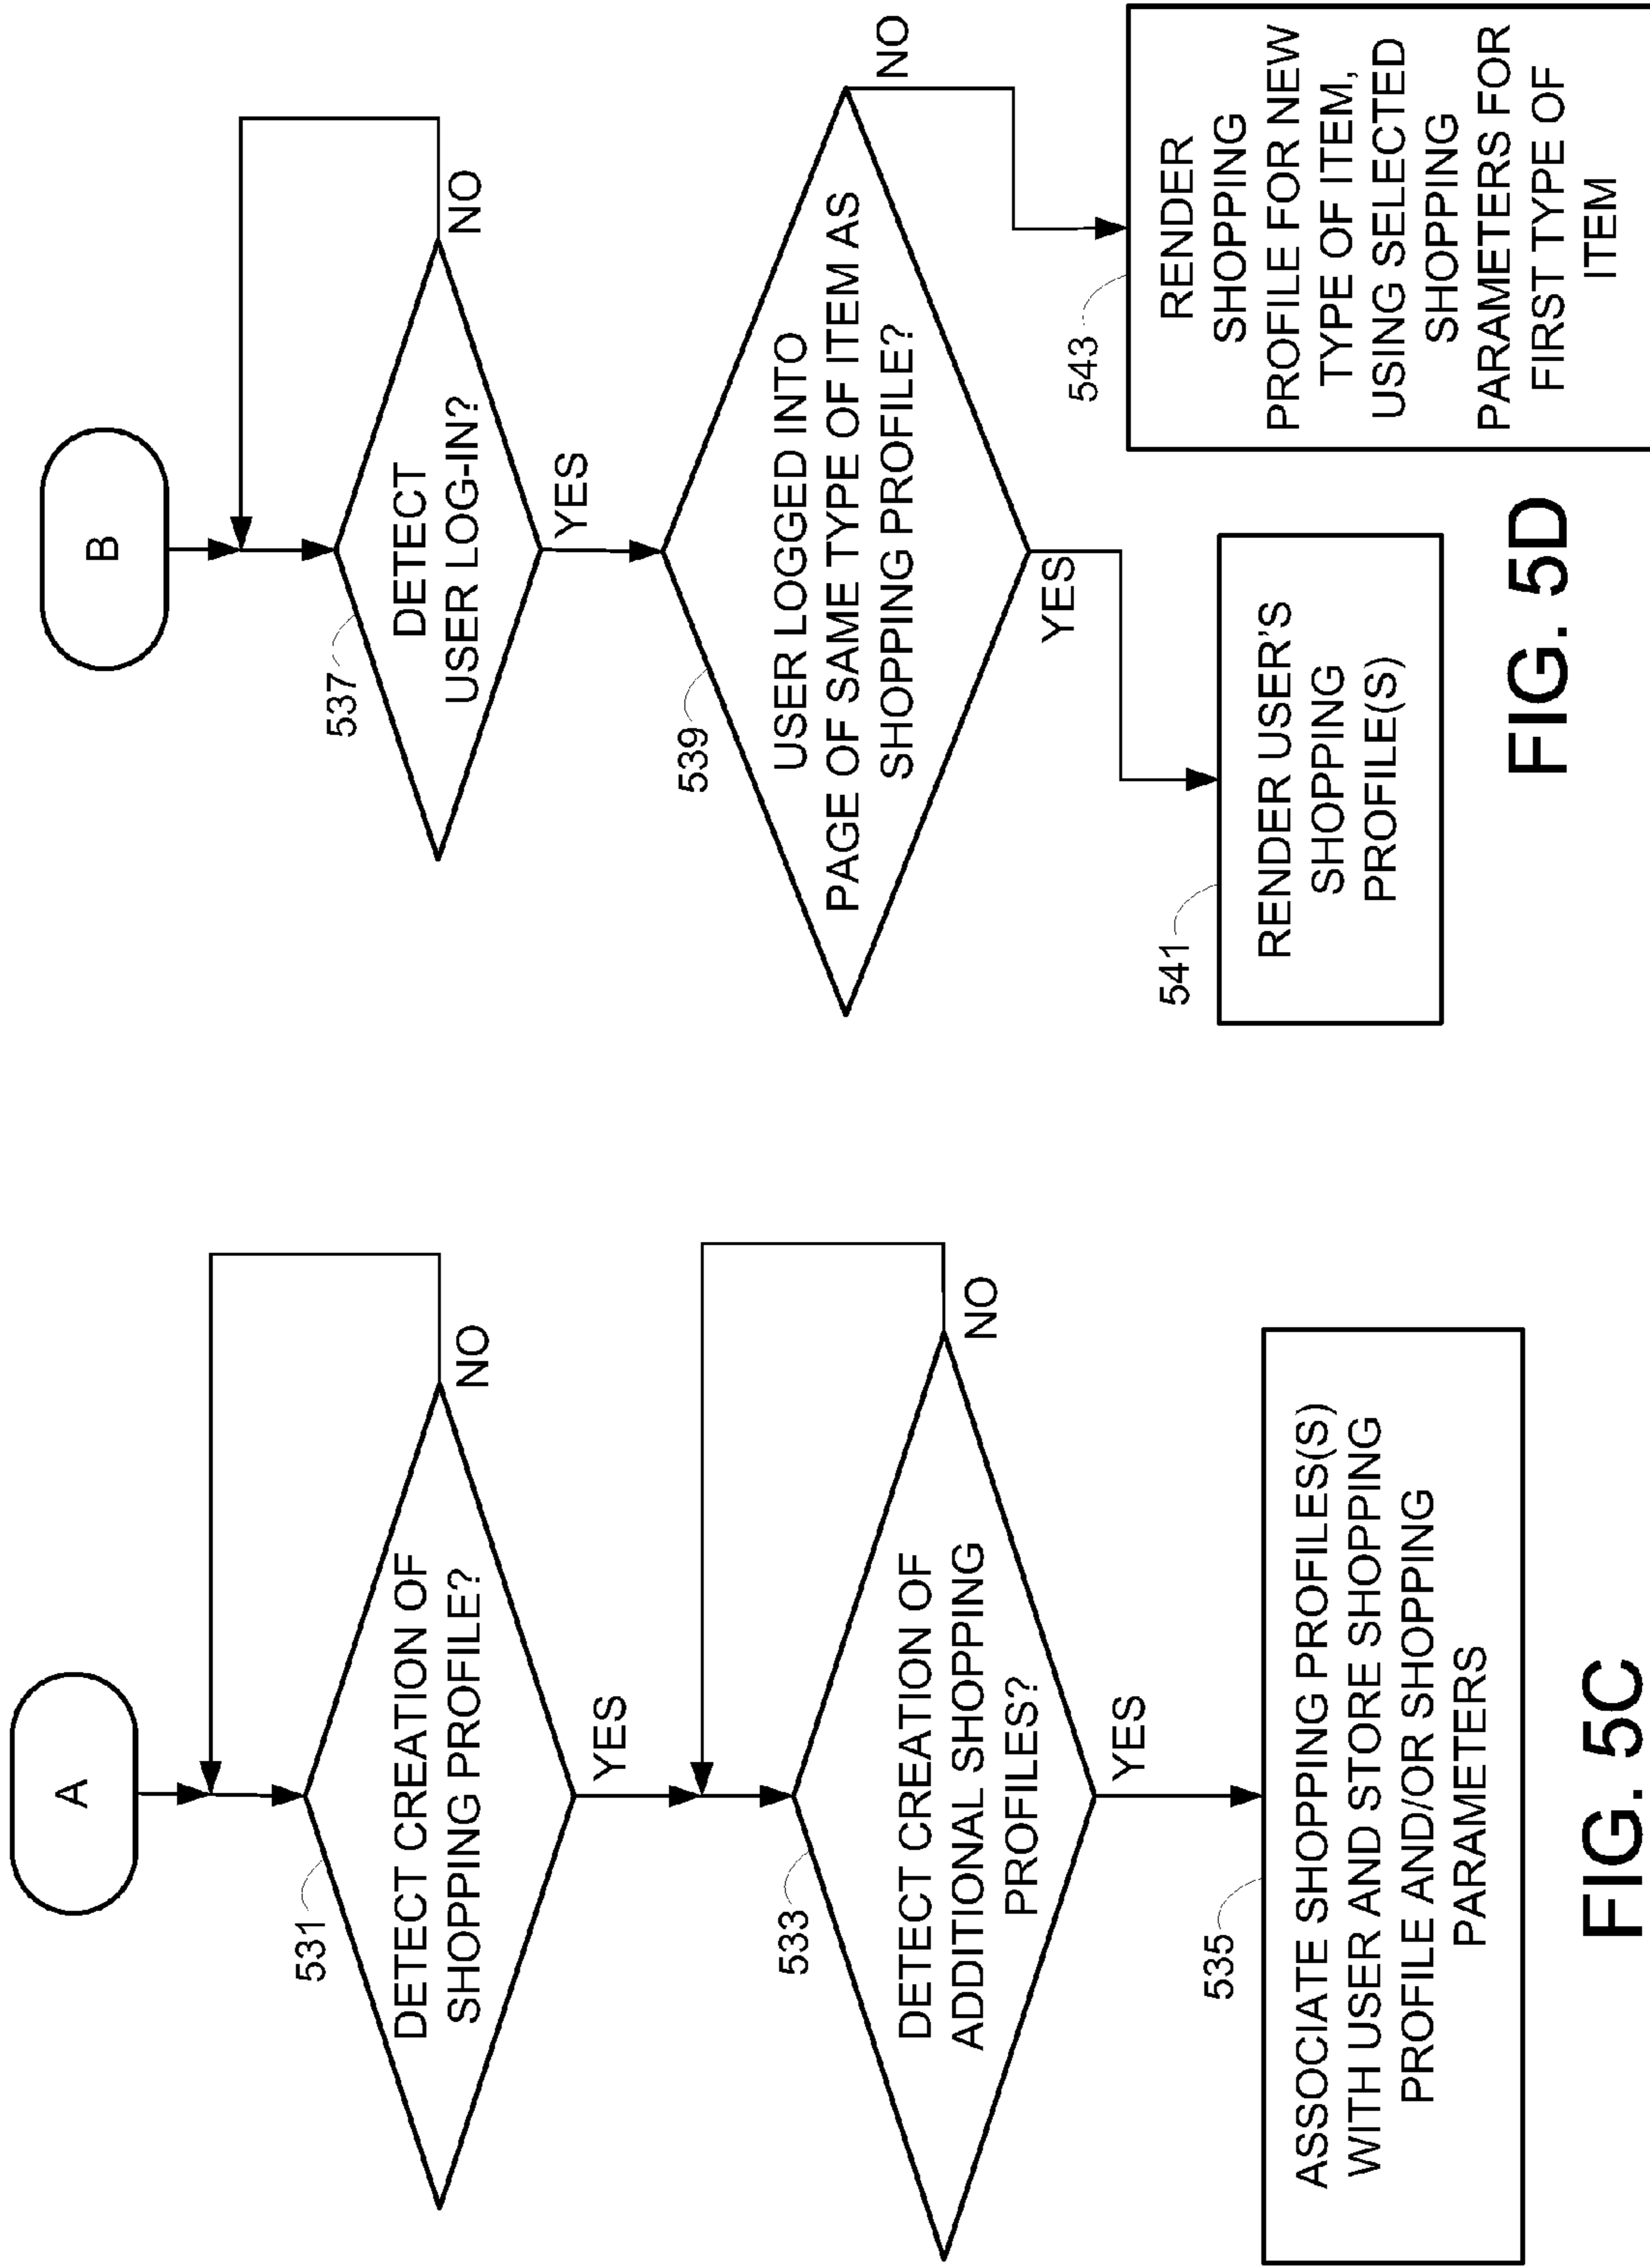 A
531
DETECT CREATION OF
SHOPPING PROFILE?
NO
YES
533
DETECT CREATION OF
ADDITIONAL SHOPPING
PROFILES?
NO
YES
535
ASSOCIATE SHOPPING PROFILES(S)
WITH USER AND STORE SHOPPING
PROFILE AND/OR SHOPPING
PARAMETERS
FIG. 5C
B
537
DETECT
USER LOG-IN?
NO
YES
539
USER LOGGED INTO
PAGE OF SAME TYPE OF ITEM AS
SHOPPING PROFILE?
NO
YES
541
RENDER USER'S
SHOPPING
PROFILE(S)
543
RENDER
SHOPPING
PROFILE FOR NEW
TYPE OF ITEM,
USING SELECTED
SHOPPING
PARAMETERS FOR
FIRST TYPE OF
ITEM
FIG. 5D